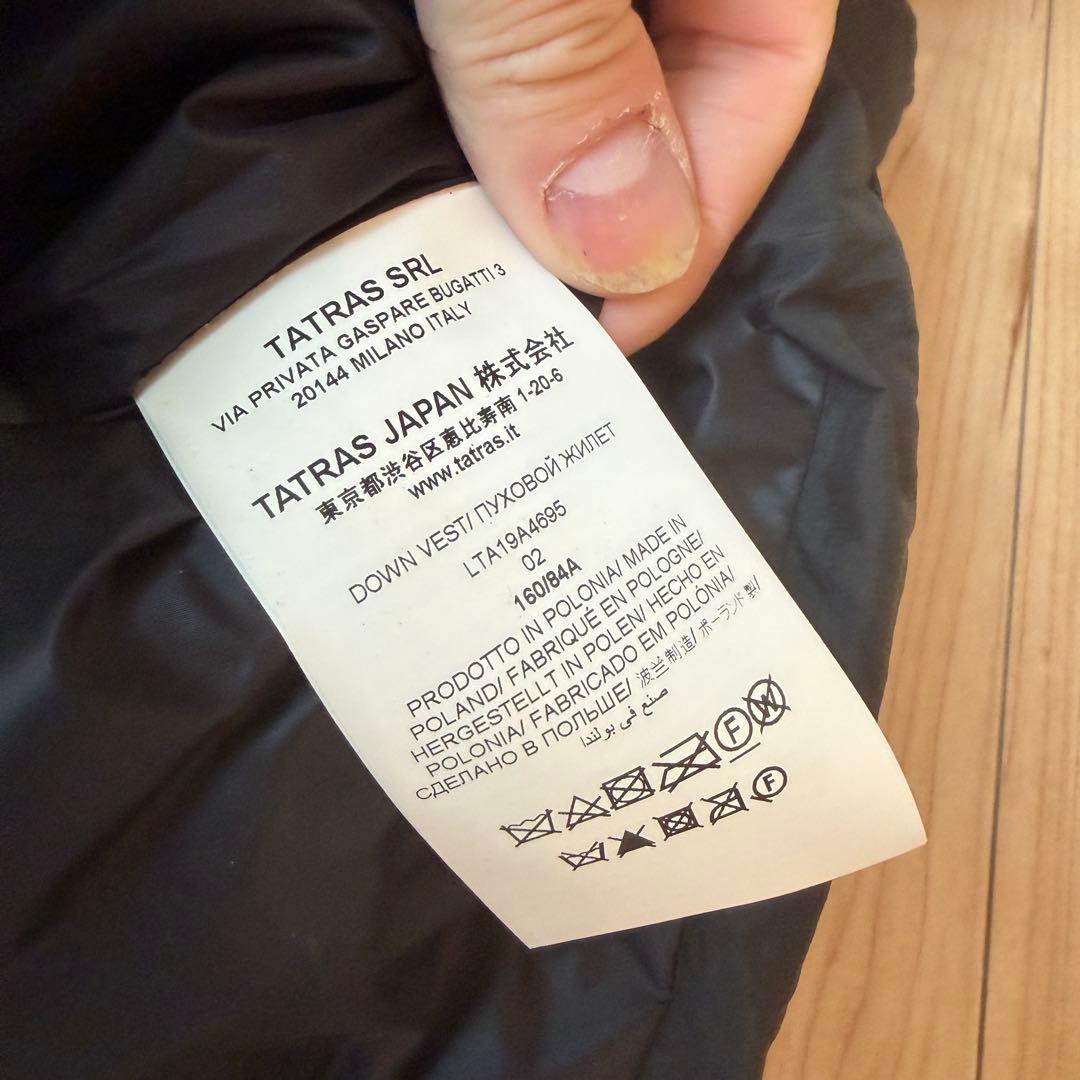 TATRAS SRL
VIA PRIVATA GASPARE BUGATTI 3
20144 MILANO ITALY
TATRAS JAPAN 株式会社
東京都渋谷区恵比寿南 1-20-6
www.tatras.it
DOWN VEST/ ПУХОВОЙ ЖИЛЕТ
LTA19A4695
02
160/84A
PRODOTTO IN POLONIA/ MADE IN
POLAND/ FABRIQUÉ EN POLOGNE/
HERGESTELLT IN POLEN/ HECHO EN
POLONIA/ FABRICADO EM POLÓNIA/
СДЕЛАНО В ПОЛЬШЕ/ 波兰制造/ ポーランド製/
صنع في بولندا
F W
F